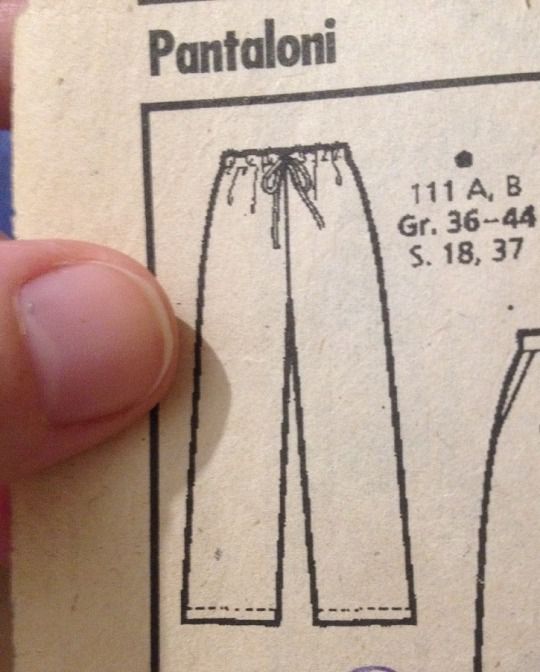 Pantaloni
111 A, B
Gr. 36–44
S. 18, 37